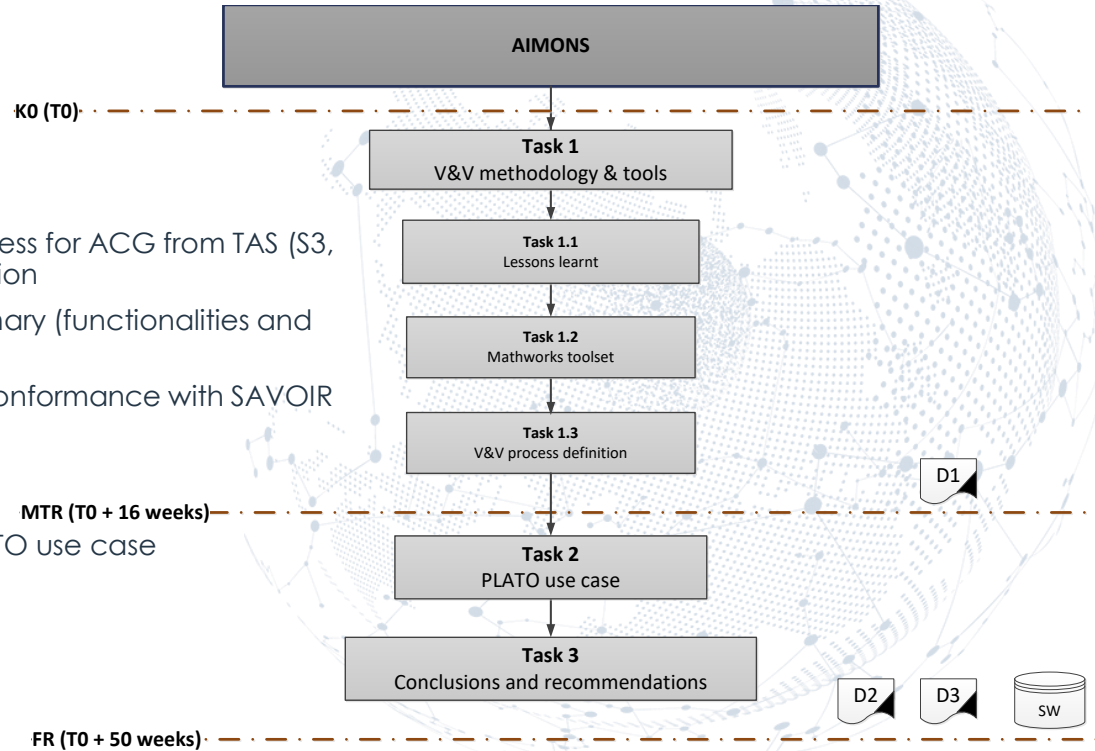 AIMONS
K0 (T0)
Task 1
V&V methodology & tools
ess for ACG from TAS (S3,
ion
Task 1.1
Lessons learnt
nary (functionalities and
Task 1.2
Mathworks toolset
onformance with SAVOIR
Task 1.3
V&V process definition
D1
MTR (T0 + 16 weeks)
TO use case
Task 2
PLATO use case
Task 3
Conclusions and recommendations
D2
D3
SW
FR (T0 + 50 weeks)